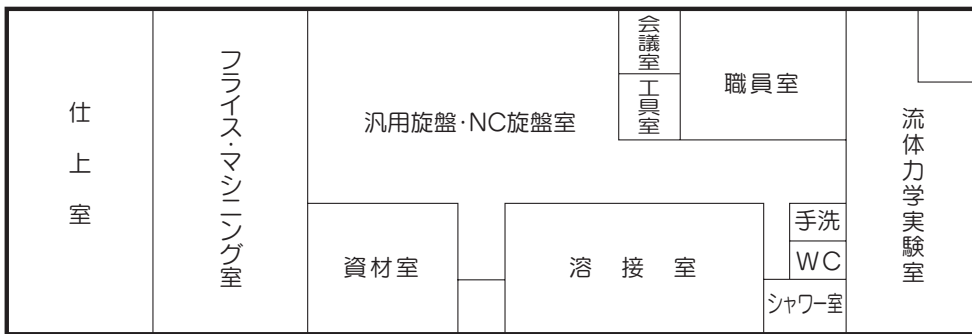 仕上室
フライス・マシニング室
汎用旋盤・NC旋盤室
会議室
工具室
職員室
流体力学実験室
資材室
溶接室
手洗
WC
シャワー室